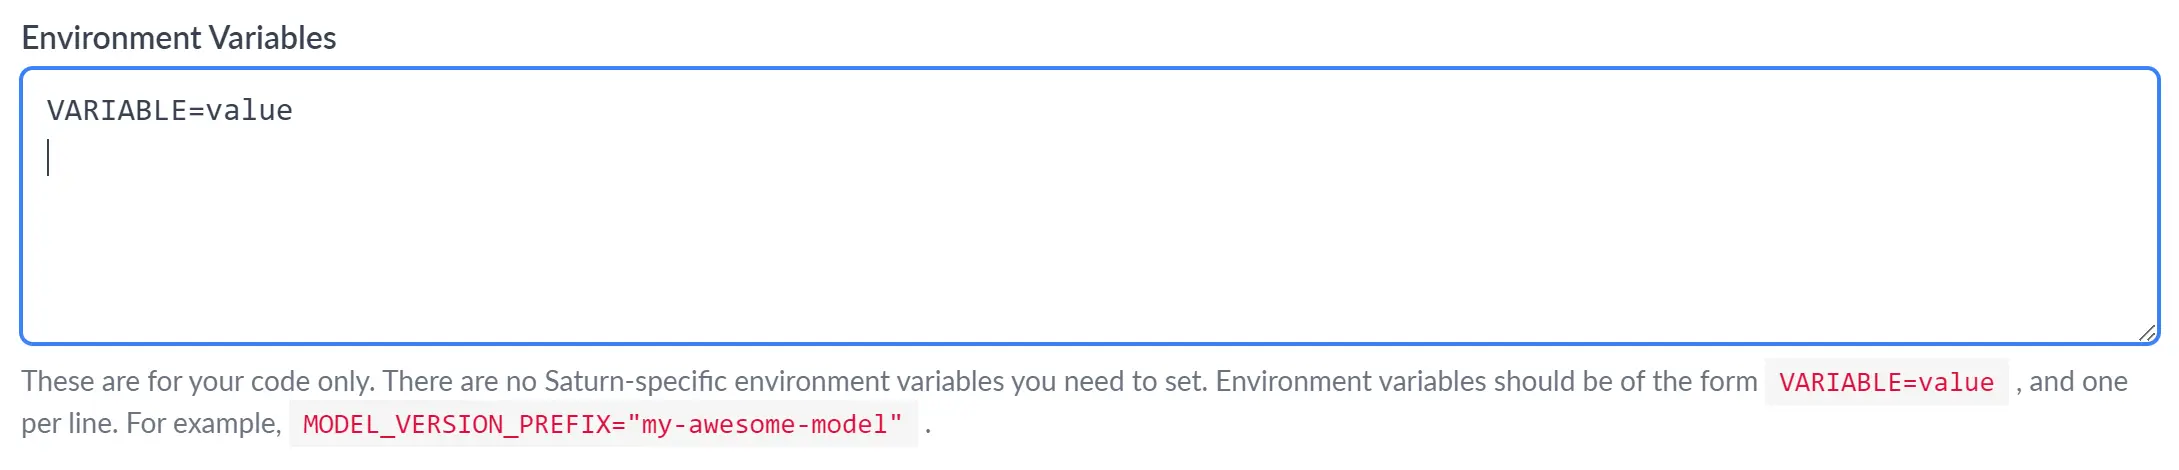 Environment Variables
VARIABLE=value
These are for your code only. There are no Saturn-specific environment variables you need to set. Environment variables should be of the form VARIABLE=value , and one
per line. For example, MODEL_VERSION_PREFIX="my-awesome-model" .